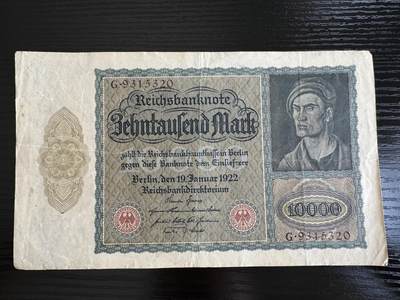 G·9315320
Reichsbanknote
Zehntausend Mark
zahlt die Reichsbankhauptkasse in Berlin
gegen diese Banknote dem Einlieferer
Berlin, den 19. Januar 1922
Reichsbankdirektorium
10000
G·9315320